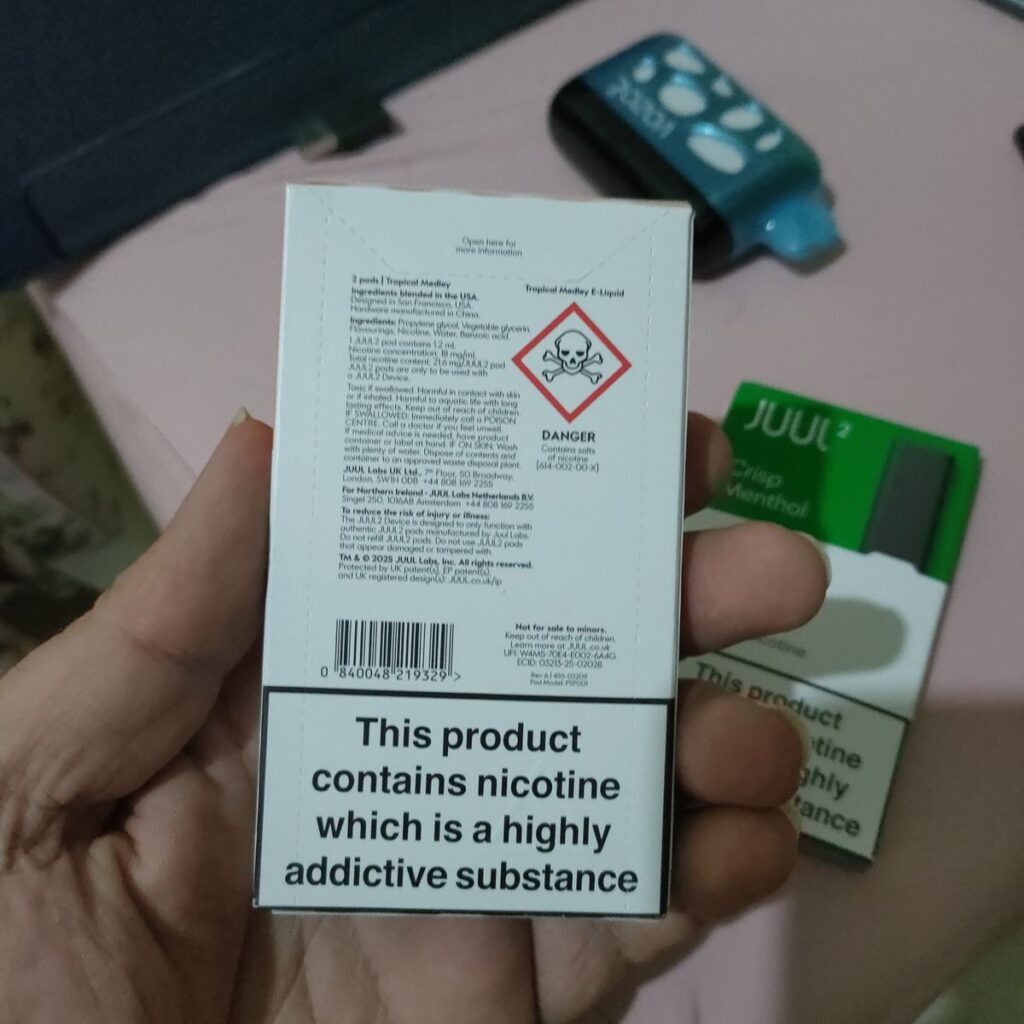 Open here for
more information
2 pods | Tropical Medley
Ingredients blended in the USA.
Designed in San Francisco, USA.
Hardware manufactured in China.
Ingredients: Propylene glycol, Vegetable glycerin,
Flavourings, Nicotine, Water, Benzoic acid.
1 JUUL2 pod contains 1.2 mL
Nicotine concentration: 18 mg/mL
Total nicotine content: 21.6 mg/JUUL2 pod
JUUL2 pods are only to be used with
a JUUL2 Device.
Toxic if swallowed. Harmful in contact with skin
or if inhaled. Harmful to aquatic life with long
lasting effects. Keep out of reach of children.
IF SWALLOWED: Immediately call a POISON
CENTRE. Call a doctor if you feel unwell.
If medical advice is needed, have product
container or label at hand. IF ON SKIN: Wash
with plenty of water. Dispose of contents and
container to an approved waste disposal plant.
JUUL Labs UK Ltd., 7th Floor, 50 Broadway,
London, SW1H 0DB +44 808 169 2255
For Northern Ireland - JUUL Labs Netherlands B.V.
Singel 250, 1016AB Amsterdam +44 808 169 2255
To reduce the risk of injury or illness:
The JUUL2 Device is designed to only function with
authentic JUUL2 pods manufactured by Juul Labs.
Do not refill JUUL2 pods. Do not use JUUL2 pods
that appear damaged or tampered with.
TM & © 2025 JUUL Labs, Inc. All rights reserved.
Protected by UK patent(s), EP patent(s),
and UK registered design(s): JUUL.co.uk/ip
Tropical Medley E-Liquid
DANGER
Contains salts
of nicotine
[614-002-00-X]
0 840048 219329 >
Not for sale to minors.
Keep out of reach of children.
Learn more at JUUL.co.uk
UFI: W4M5-70E4-E002-6A4G
ECID: 03213-25-02028
Rev A | 455-02209
Pod Model: PSP001
This product
contains nicotine
which is a highly
addictive substance
JUUL2
Crisp
Menthol
nicotine
This product